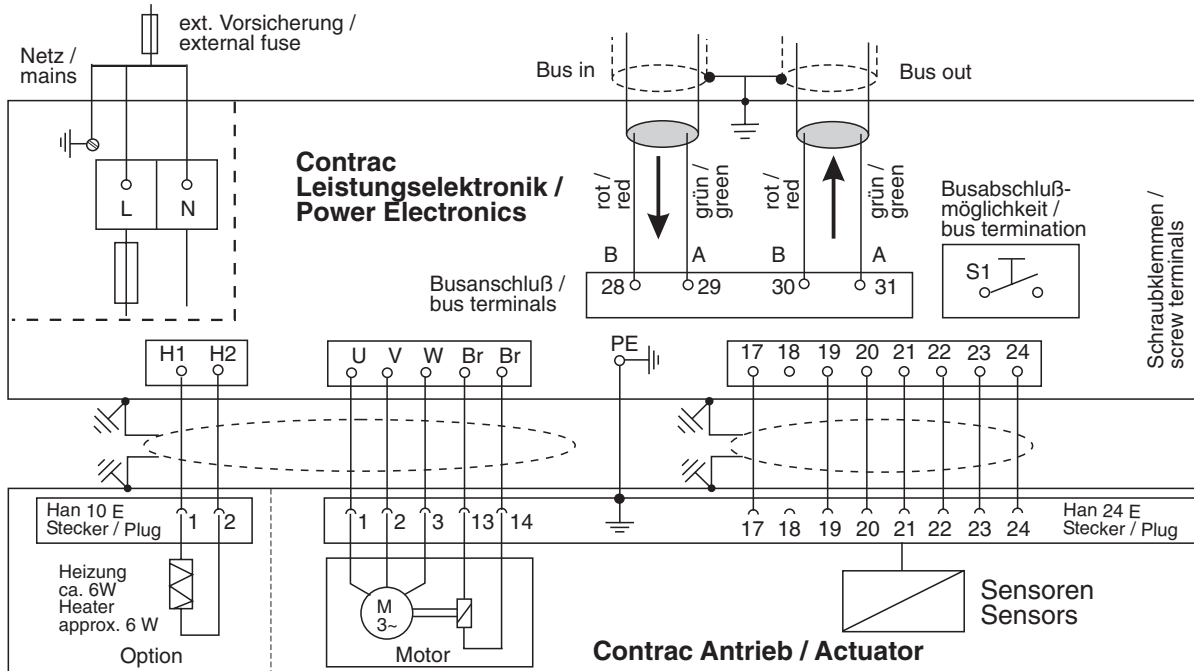 ext. Vorsicherung /
external fuse
Netz /
mains
Bus in
Bus out
Contrac
Leistungselektronik /
Power Electronics
L
N
rot /
red
grün /
green
rot /
red
grün /
green
Busabschluß-
möglichkeit /
bus termination
S1
Schraubklemmen /
screw terminals
B
A
B
A
Busanschluß /
bus terminals
28
29
30
31
H1
H2
U
V
W
Br
Br
PE
17
18
19
20
21
22
23
24
Han 10 E
Stecker / Plug
1
2
1
2
3
13
14
17
18
19
20
21
22
23
24
Han 24 E
Stecker / Plug
Heizung
ca. 6W
Heater
approx. 6 W
Option
M
3~
Motor
Sensoren
Sensors
Contrac Antrieb / Actuator